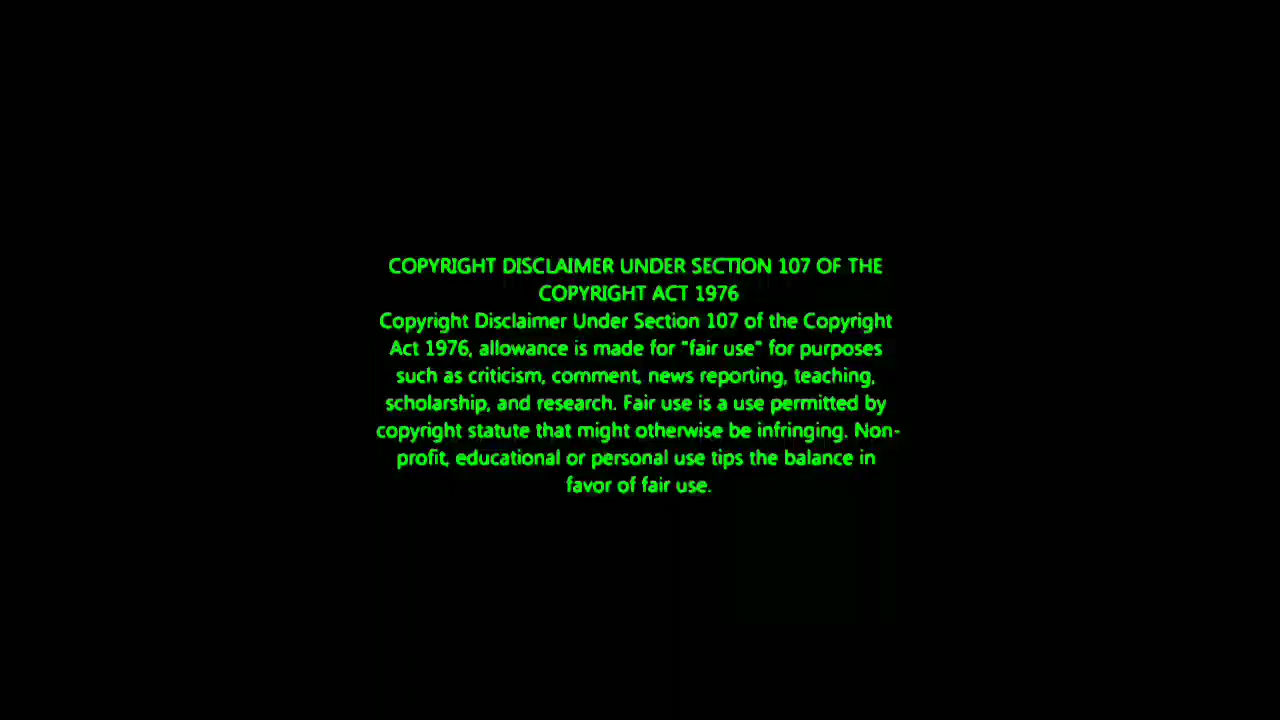 COPYRIGHT DISCLAIMER UNDER SECTION 107 OF THE
COPYRIGHT ACT 1976
Copyright Disclaimer Under Section 107 of the Copyright
Act 1976, allowance is made for "fair use" for purposes
such as criticism, comment, news reporting, teaching,
scholarship, and research. Fair use is a use permitted by
copyright statute that might otherwise be infringing. Non-
profit, educational or personal use tips the balance in
favor of fair use.